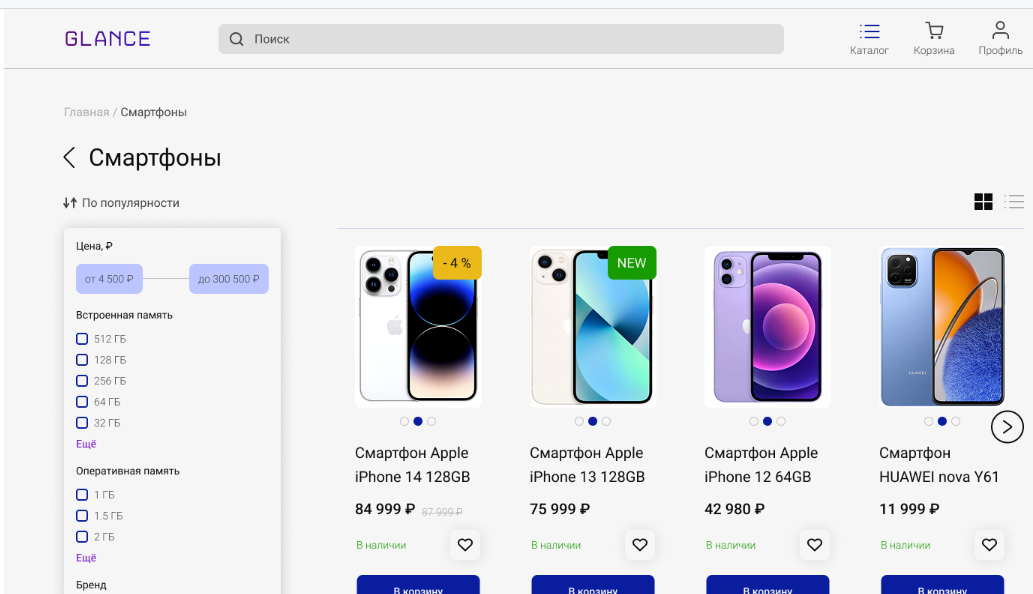 GLANCE
Поиск
Каталог
Корзина
Профиль
Главная / Смартфоны
Смартфоны
По популярности
Цена, ₽
от 4 500 ₽
до 300 500 ₽
Встроенная память
512 ГБ
128 ГБ
256 ГБ
64 ГБ
32 ГБ
Ещё
Оперативная память
1 ГБ
1.5 ГБ
2 ГБ
Ещё
Бренд
- 4 %
Смартфон Apple
iPhone 14 128GB
84 999 ₽ 87 999 ₽
В наличии
В корзину
NEW
Смартфон Apple
iPhone 13 128GB
75 999 ₽
В наличии
В корзину
Смартфон Apple
iPhone 12 64GB
42 980 ₽
В наличии
В корзину
HUAWEI
Смартфон
HUAWEI nova Y61
11 999 ₽
В наличии
В корзину